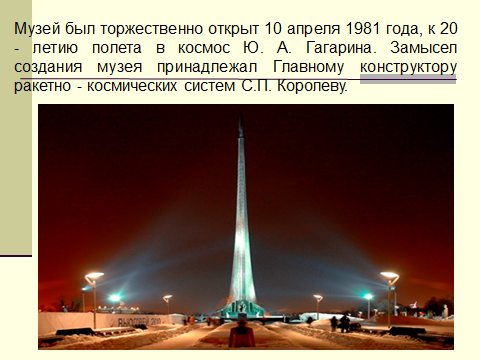 Музей был торжественно открыт 10 апреля 1981 года, к 20
- летию полета в космос Ю. А. Гагарина. Замысел
создания музея принадлежал Главному конструктору
ракетно - космических систем С.П. Королеву.